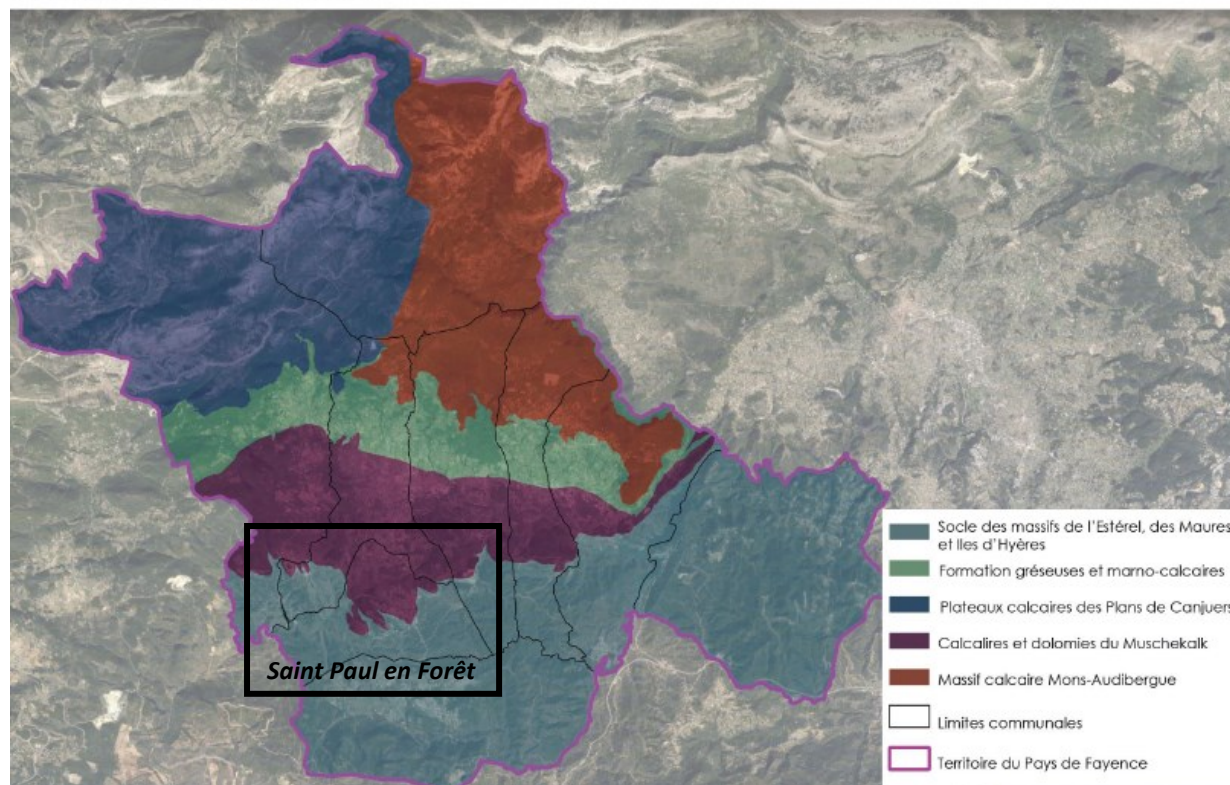 Saint Paul en Forêt
Socle des massifs de l'Estérel, des Maures
et Iles d'Hyères
Formation gréseuses et marno-calcaires
Plateaux calcaires des Plans de Canjuers
Calcalires et dolomies du Muschekalk
Massif calcaire Mons-Audibergue
Limites communales
Territoire du Pays de Fayence